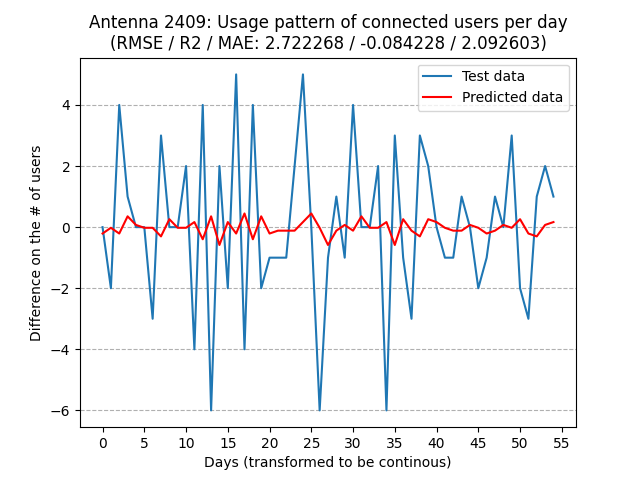 Antenna 2409: Usage pattern of connected users per day
(RMSE / R2 / MAE: 2.722268 / -0.084228 / 2.092603)
Test data
Predicted data
Difference on the # of users
4
2
0
−2
−4
−6
0 5 10 15 20 25 30 35 40 45 50 55
Days (transformed to be continous)